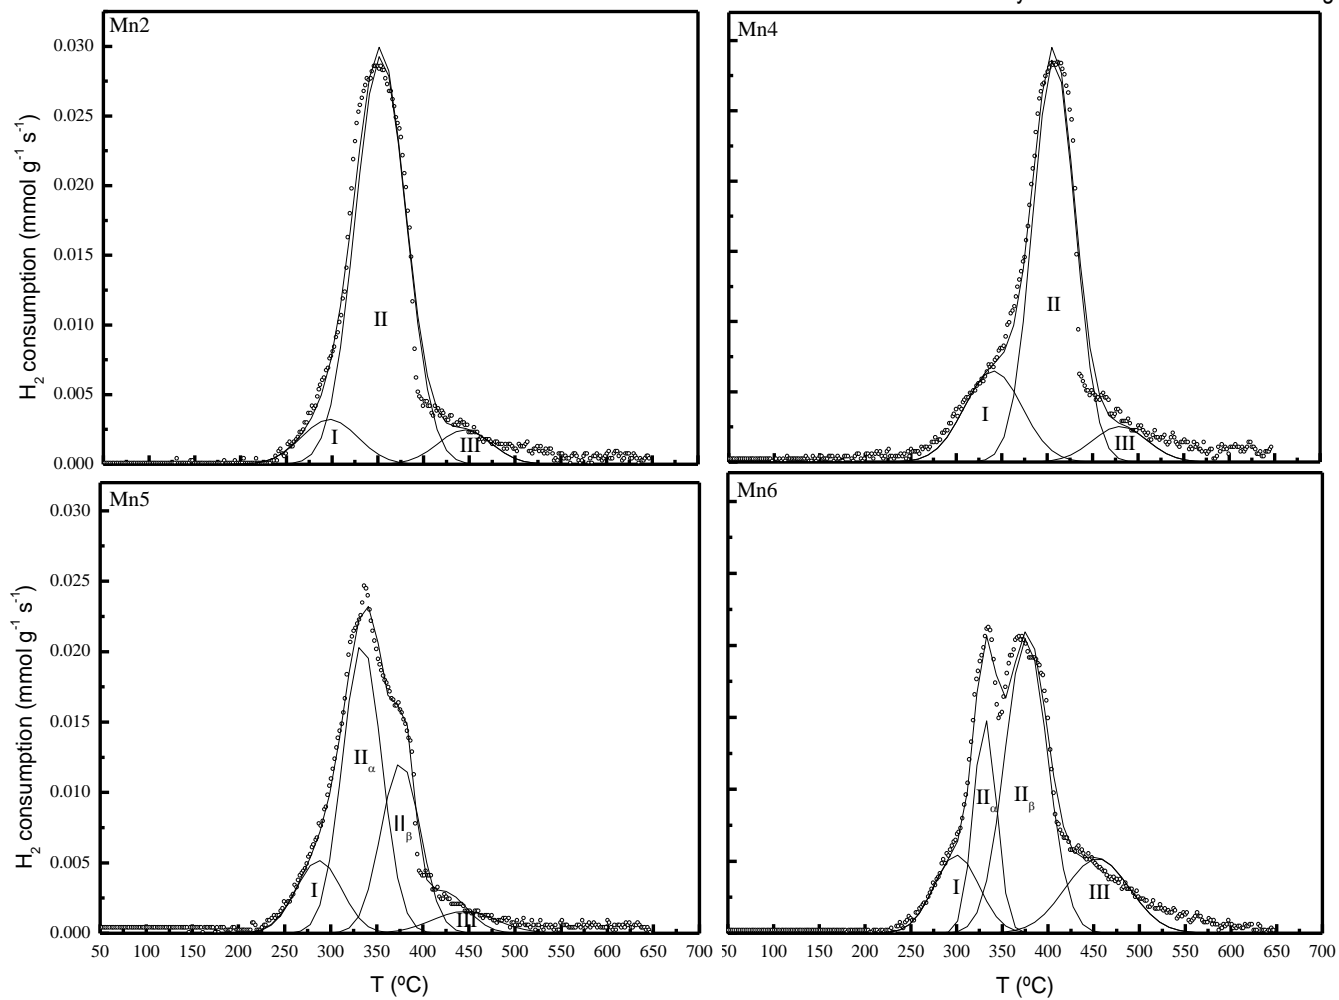 Mn2
Mn4
0.030
0.025
0.020
0.015
0.010
0.005
0.000
H2 consumption (mmol g-1 s-1)
I
II
III
I
II
III
Mn5
Mn6
0.030
0.025
0.020
0.015
0.010
0.005
0.000
H2 consumption (mmol g-1 s-1)
I
IIα
IIβ
III
I
IIα
IIβ
III
50 100 150 200 250 300 350 400 450 500 550 600 650 700
50 100 150 200 250 300 350 400 450 500 550 600 650 700
T (ºC)
T (ºC)